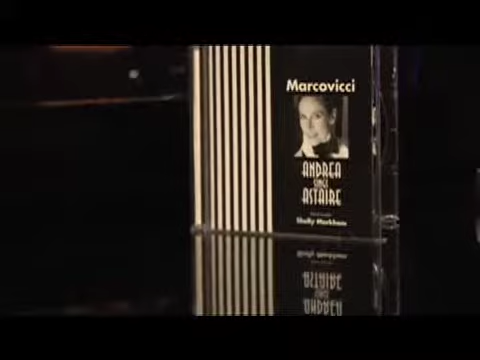 Marcovicci
ANDREA
SINGS
ASTAIRE
Shelly Markham